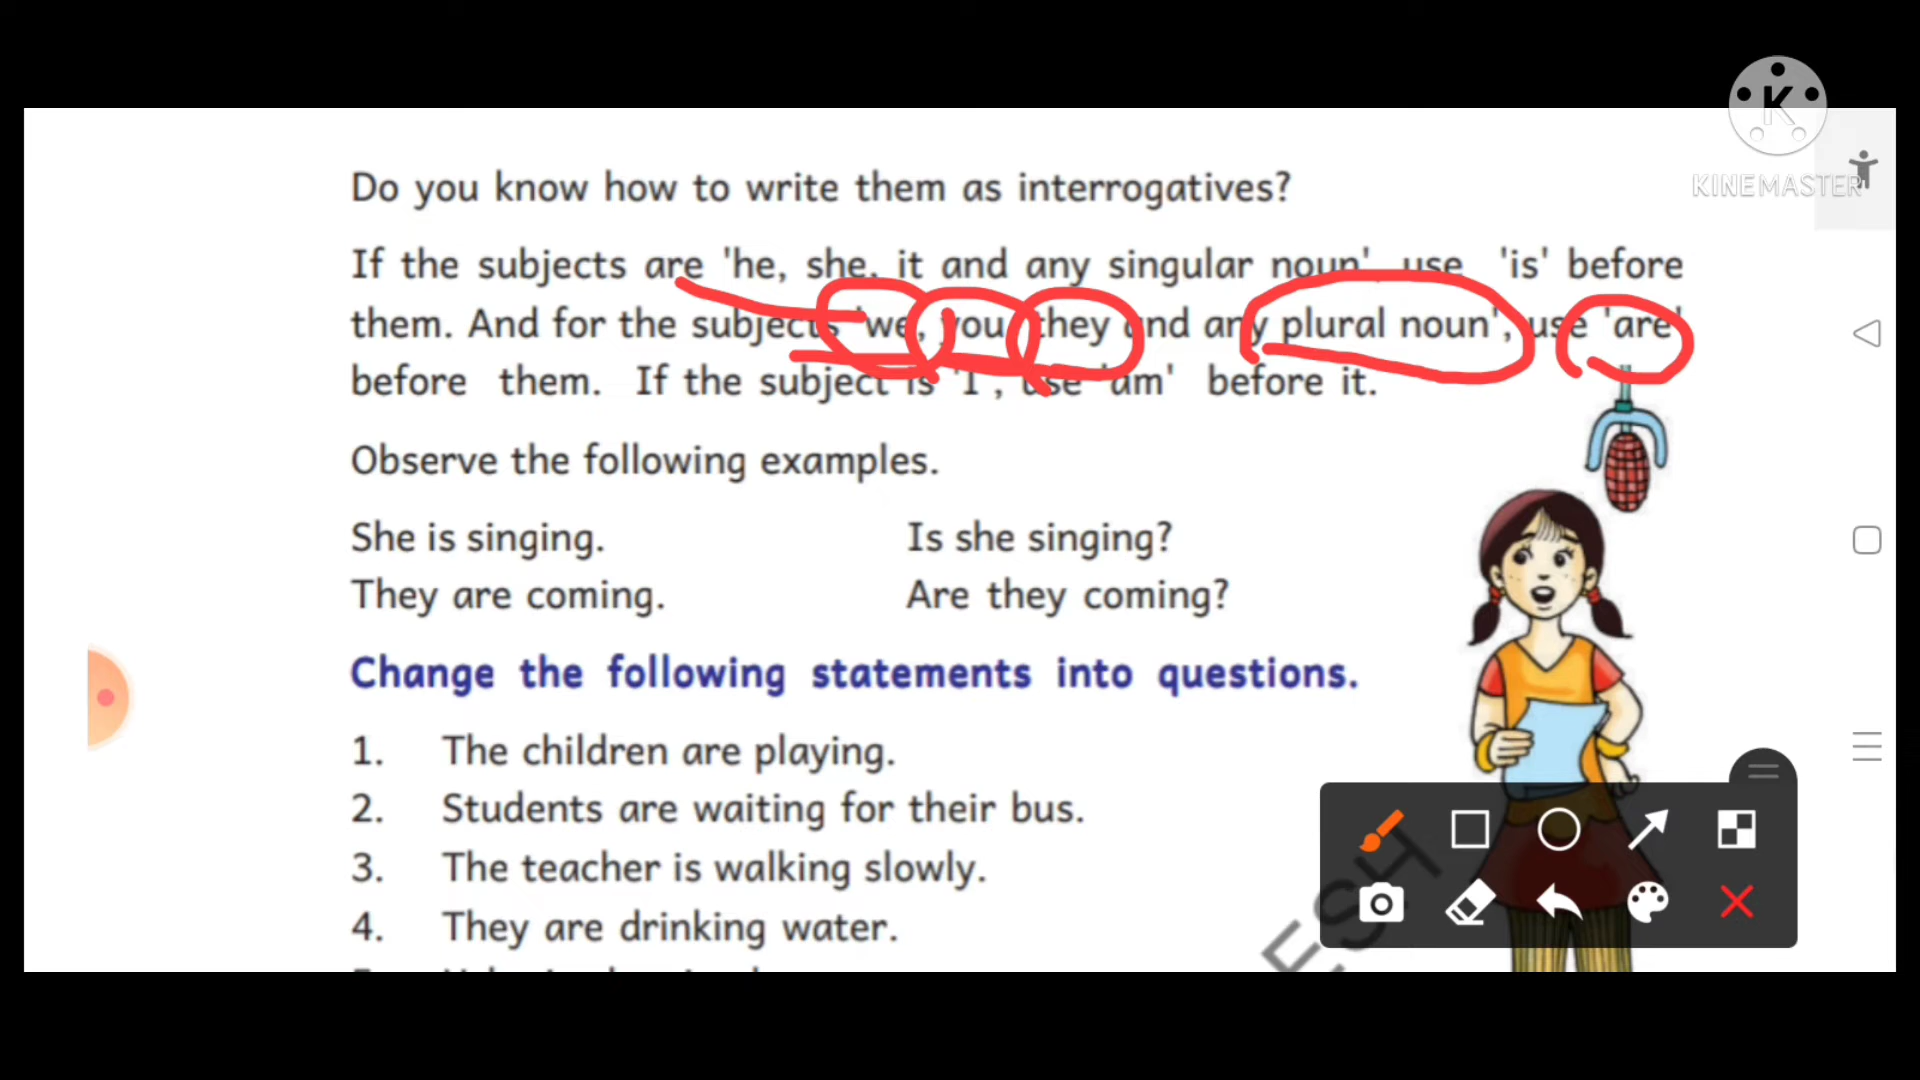 KINEMASTER
Do you know how to write them as interrogatives?
If the subjects are 'he, she, it and any singular noun', use 'is' before
them. And for the subjects 'we, you, they and any plural noun', use 'are'
before them. If the subject is 'I', use 'am' before it.
Observe the following examples.
She is singing. Is she singing?
They are coming. Are they coming?
Change the following statements into questions.
1. The children are playing.
2. Students are waiting for their bus.
3. The teacher is walking slowly.
4. They are drinking water.
ESH